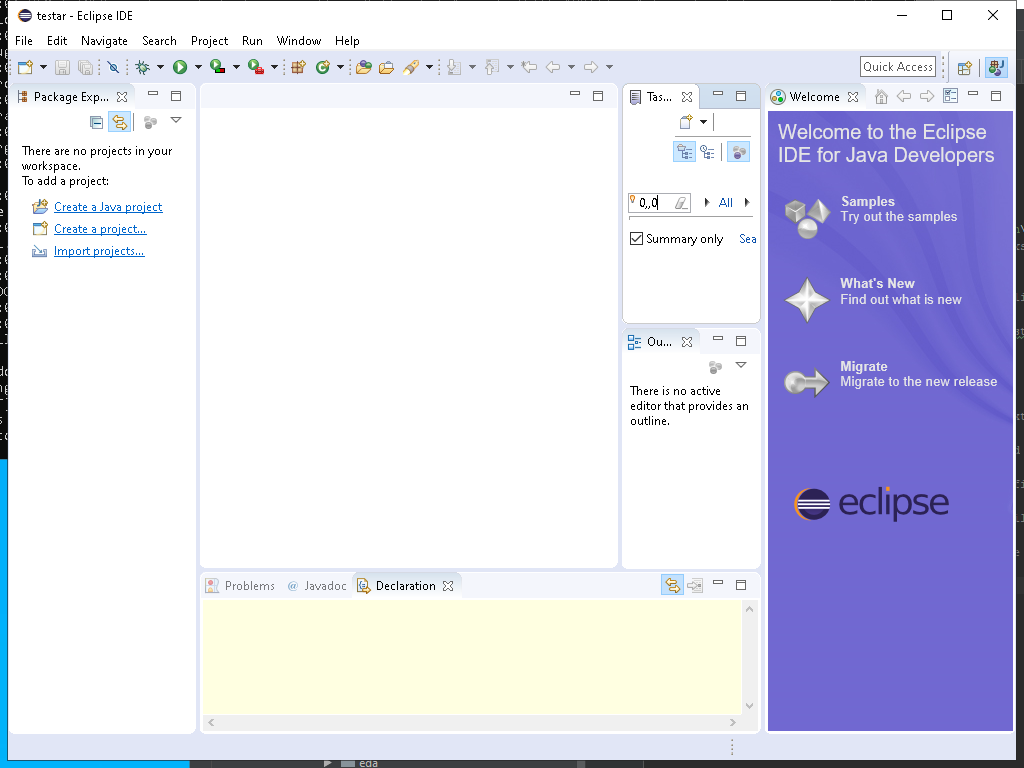 testar - Eclipse IDE
File Edit Navigate Search Project Run Window Help
Quick Access
Package Exp...
There are no projects in your
workspace.
To add a project:
Create a Java project
Create a project...
Import projects...
Tas...
0,,0
All
Summary only
Sea
Ou...
There is no active
editor that provides an
outline.
Welcome
Welcome to the Eclipse
IDE for Java Developers
Samples
Try out the samples
What's New
Find out what is new
Migrate
Migrate to the new release
eclipse
Problems @ Javadoc Declaration
eda